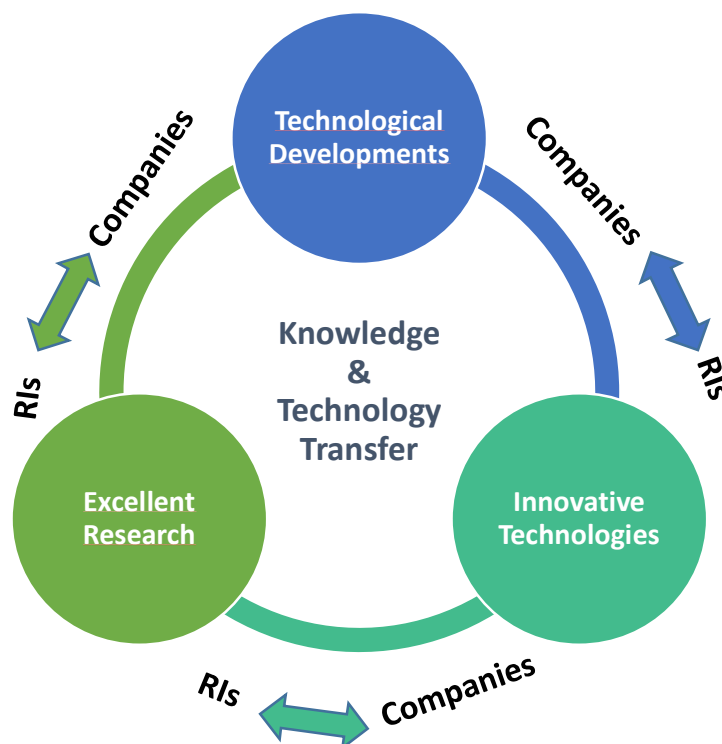 Technological
Developments
Companies
Companies
RIs
RIs
Knowledge
&
Technology
Transfer
Excellent
Research
Innovative
Technologies
RIs
Companies